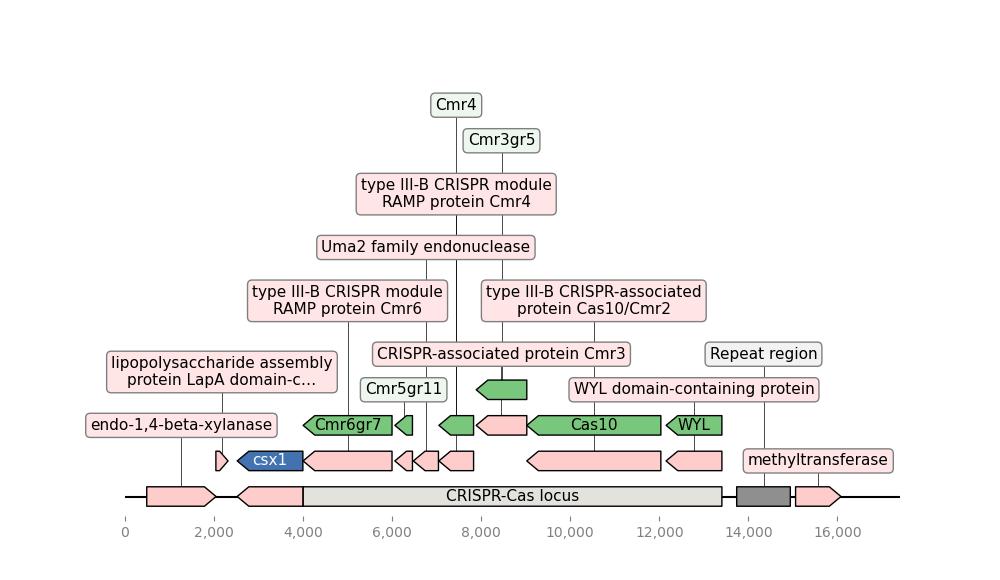 Cmr4
Cmr3gr5
type III-B CRISPR module
RAMP protein Cmr4
Uma2 family endonuclease
type III-B CRISPR module
RAMP protein Cmr6
type III-B CRISPR-associated
protein Cas10/Cmr2
CRISPR-associated protein Cmr3
Repeat region
lipopolysaccharide assembly
protein LapA domain-c...
Cmr5gr11
WYL domain-containing protein
endo-1,4-beta-xylanase
Cmr6gr7
Cas10
WYL
csx1
methyltransferase
CRISPR-Cas locus
0 2,000 4,000 6,000 8,000 10,000 12,000 14,000 16,000